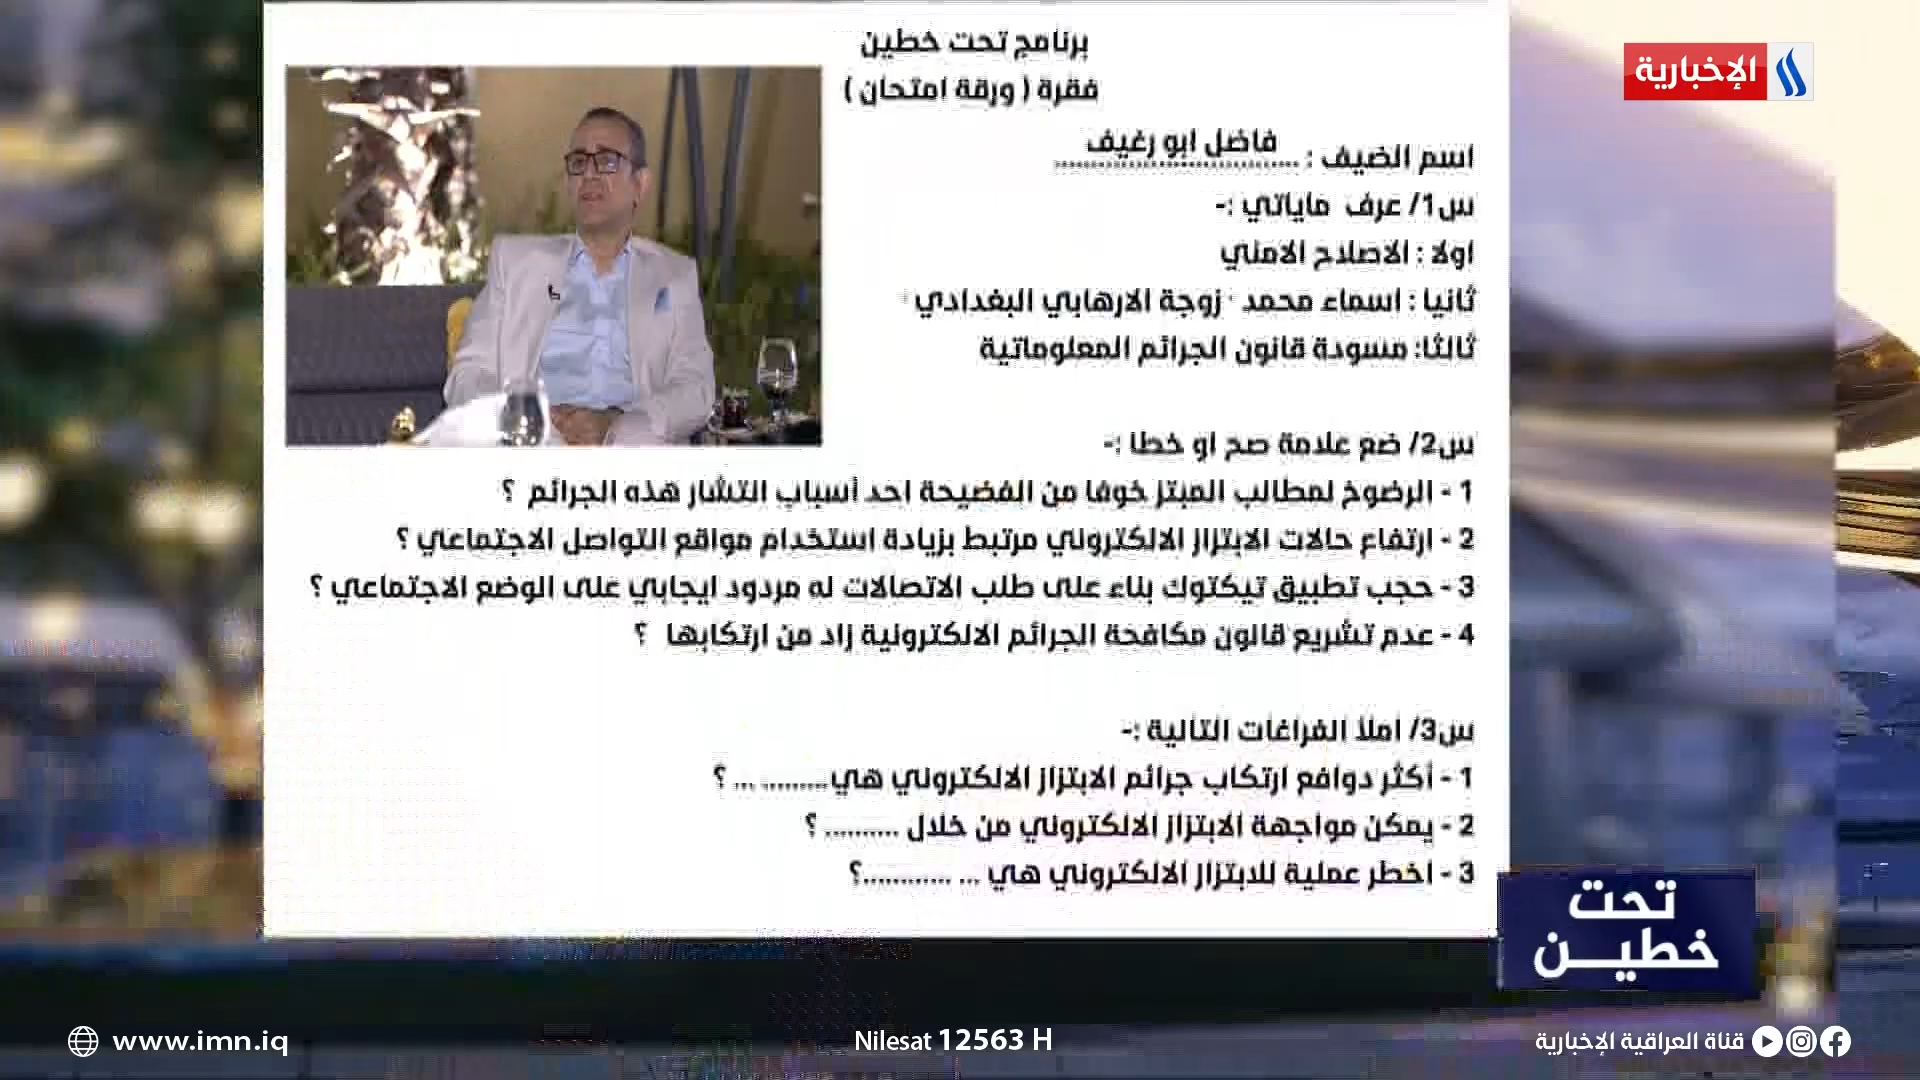 برنامج تحت خطين
فقرة ( ورقة امتحان )
الإخبارية
فاضل ابو رغيف
اسم الضيف : ........................
س1/ عرف ماياتي :-
اولا : الاصلاح الامني
ثانيا : اسماء محمد " زوجة الارهابي البغدادي "
ثالثا: مسودة قانون الجرائم المعلوماتية
س2/ ضع علامة صح او خطا :-
1 - الرضوخ لمطالب المبتز خوفا من الفضيحة احد أسباب انتشار هذه الجرائم ؟
2 - ارتفاع حالات الابتزاز الالكتروني مرتبط بزيادة استخدام مواقع التواصل الاجتماعي ؟
3 - حجب تطبيق تيكتوك بناء على طلب الاتصالات له مردود ايجابي على الوضع الاجتماعي ؟
4 - عدم تشريع قانون مكافحة الجرائم الالكترونية زاد من ارتكابها ؟
س3/ املأ الفراغات التالية :-
1 - أكثر دوافع ارتكاب جرائم الابتزاز الالكتروني هي......... ... ؟
2 - يمكن مواجهة الابتزاز الالكتروني من خلال .......... ؟
3 - اخطر عملية للابتزاز الالكتروني هي ... ............؟
تحت
خطين
www.imn.iq
Nilesat 12563 H
قناة العراقية الإخبارية